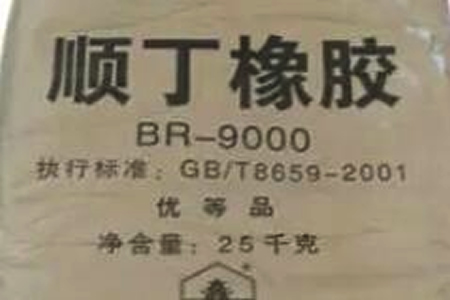 顺丁橡胶
BR-9000
执行标准：GB/T8659-2001
优等品
净含量：25千克